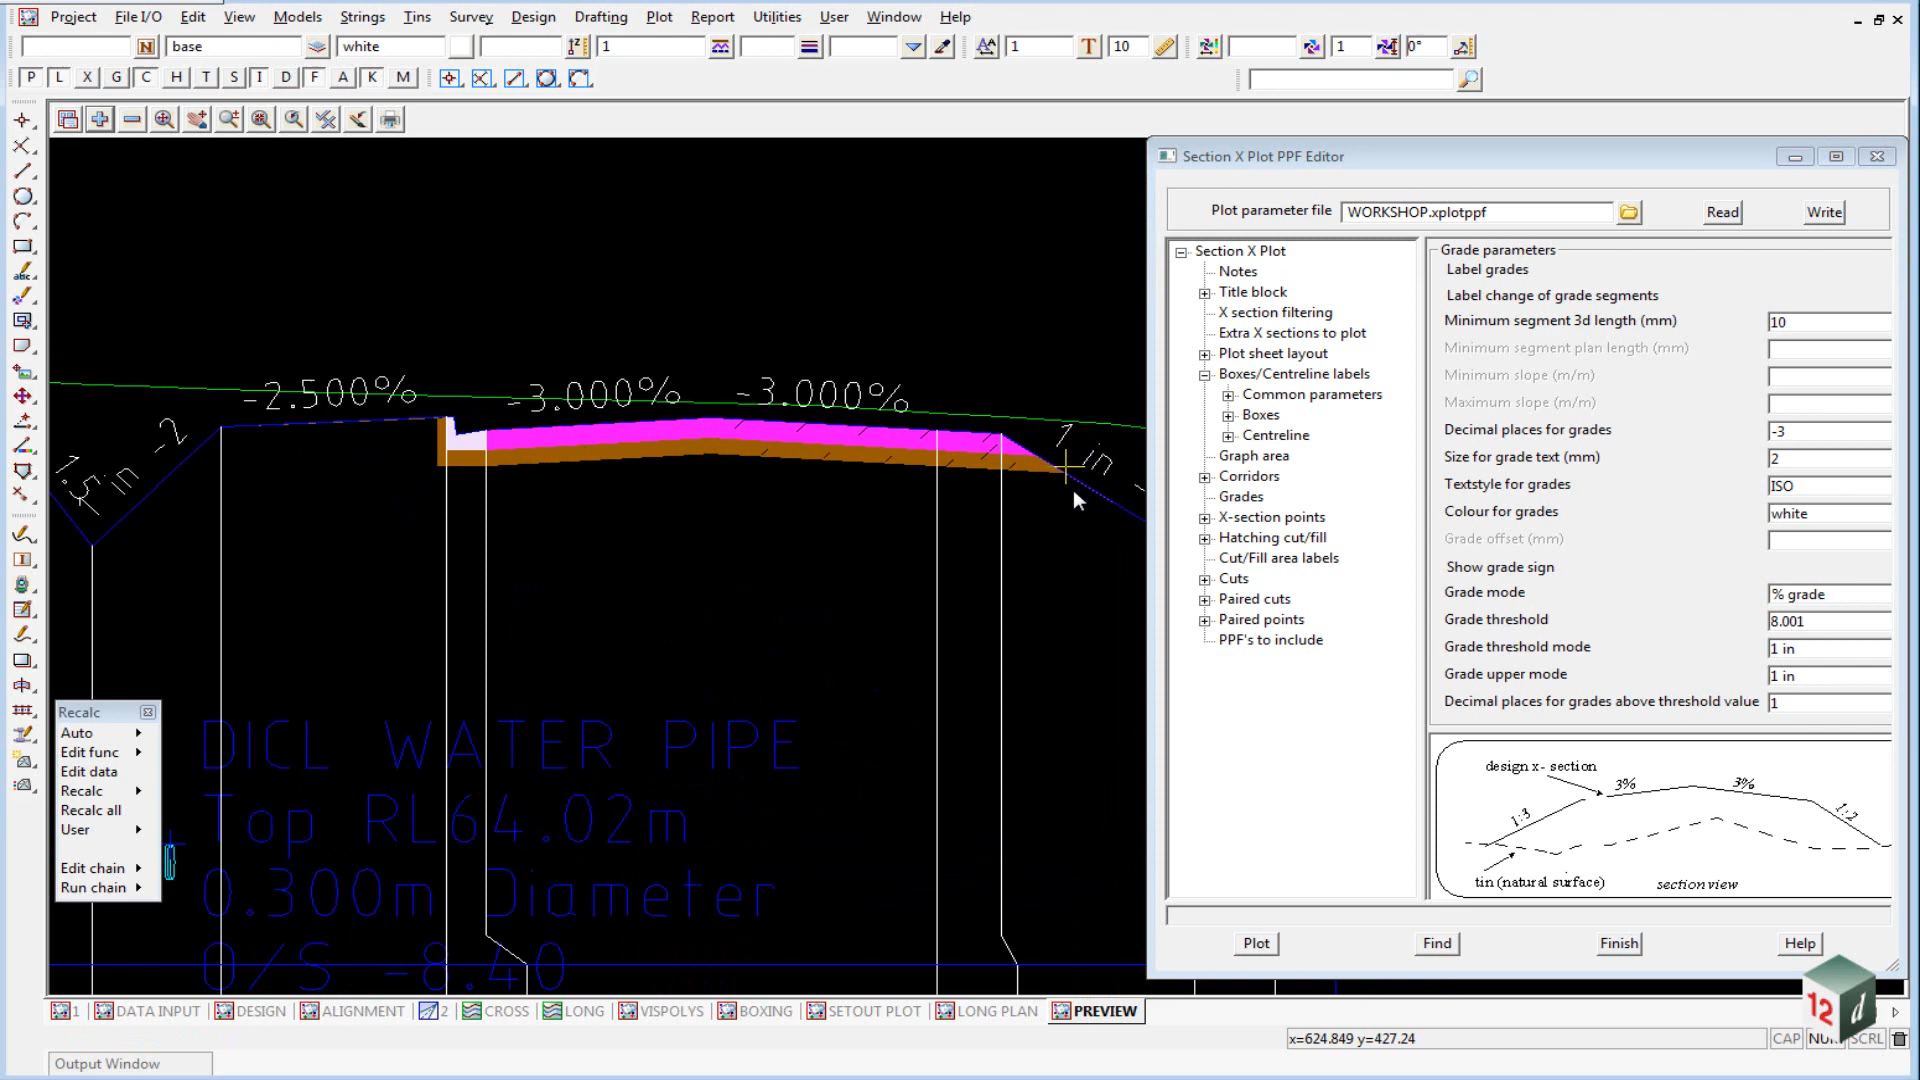 Project File I/O Edit View Models Strings Tins Survey Design Drafting Plot Report Utilities User Window Help
N base white 1 T 10 1 0°
P L X G C H T S I D F A K M
Section X Plot PPF Editor
Plot parameter file WORKSHOP.xplotppf Read Write
Section X Plot
Notes
Title block
X section filtering
Extra X sections to plot
Plot sheet layout
Boxes/Centreline labels
Common parameters
Boxes
Centreline
Graph area
Corridors
Grades
X-section points
Hatching cut/fill
Cut/Fill area labels
Cuts
Paired cuts
Paired points
PPF's to include
Grade parameters
Label grades
Label change of grade segments
Minimum segment 3d length (mm) 10
Minimum segment plan length (mm)
Minimum slope (m/m)
Maximum slope (m/m)
Decimal places for grades -3
Size for grade text (mm) 2
Textstyle for grades ISO
Colour for grades white
Grade offset (mm)
Show grade sign
Grade mode % grade
Grade threshold 8.001
Grade threshold mode 1 in
Grade upper mode 1 in
Decimal places for grades above threshold value 1
design x- section
3% 3%
1:3 1:2
tin (natural surface) section view
Plot Find Finish Help
-2.500% -3.000% -3.000%
1.5 in -2
1 in -
DICL WATER PIPE
Top RL64.02m
0.300m Diameter
O/S -8.40
Recalc
Auto
Edit func
Edit data
Recalc
Recalc all
User
Edit chain
Run chain
1 DATA INPUT DESIGN ALIGNMENT 2 CROSS LONG VISPOLYS BOXING SETOUT PLOT LONG PLAN PREVIEW
12d
x=624.849 y=427.24 CAP NUM SCRL
Output Window